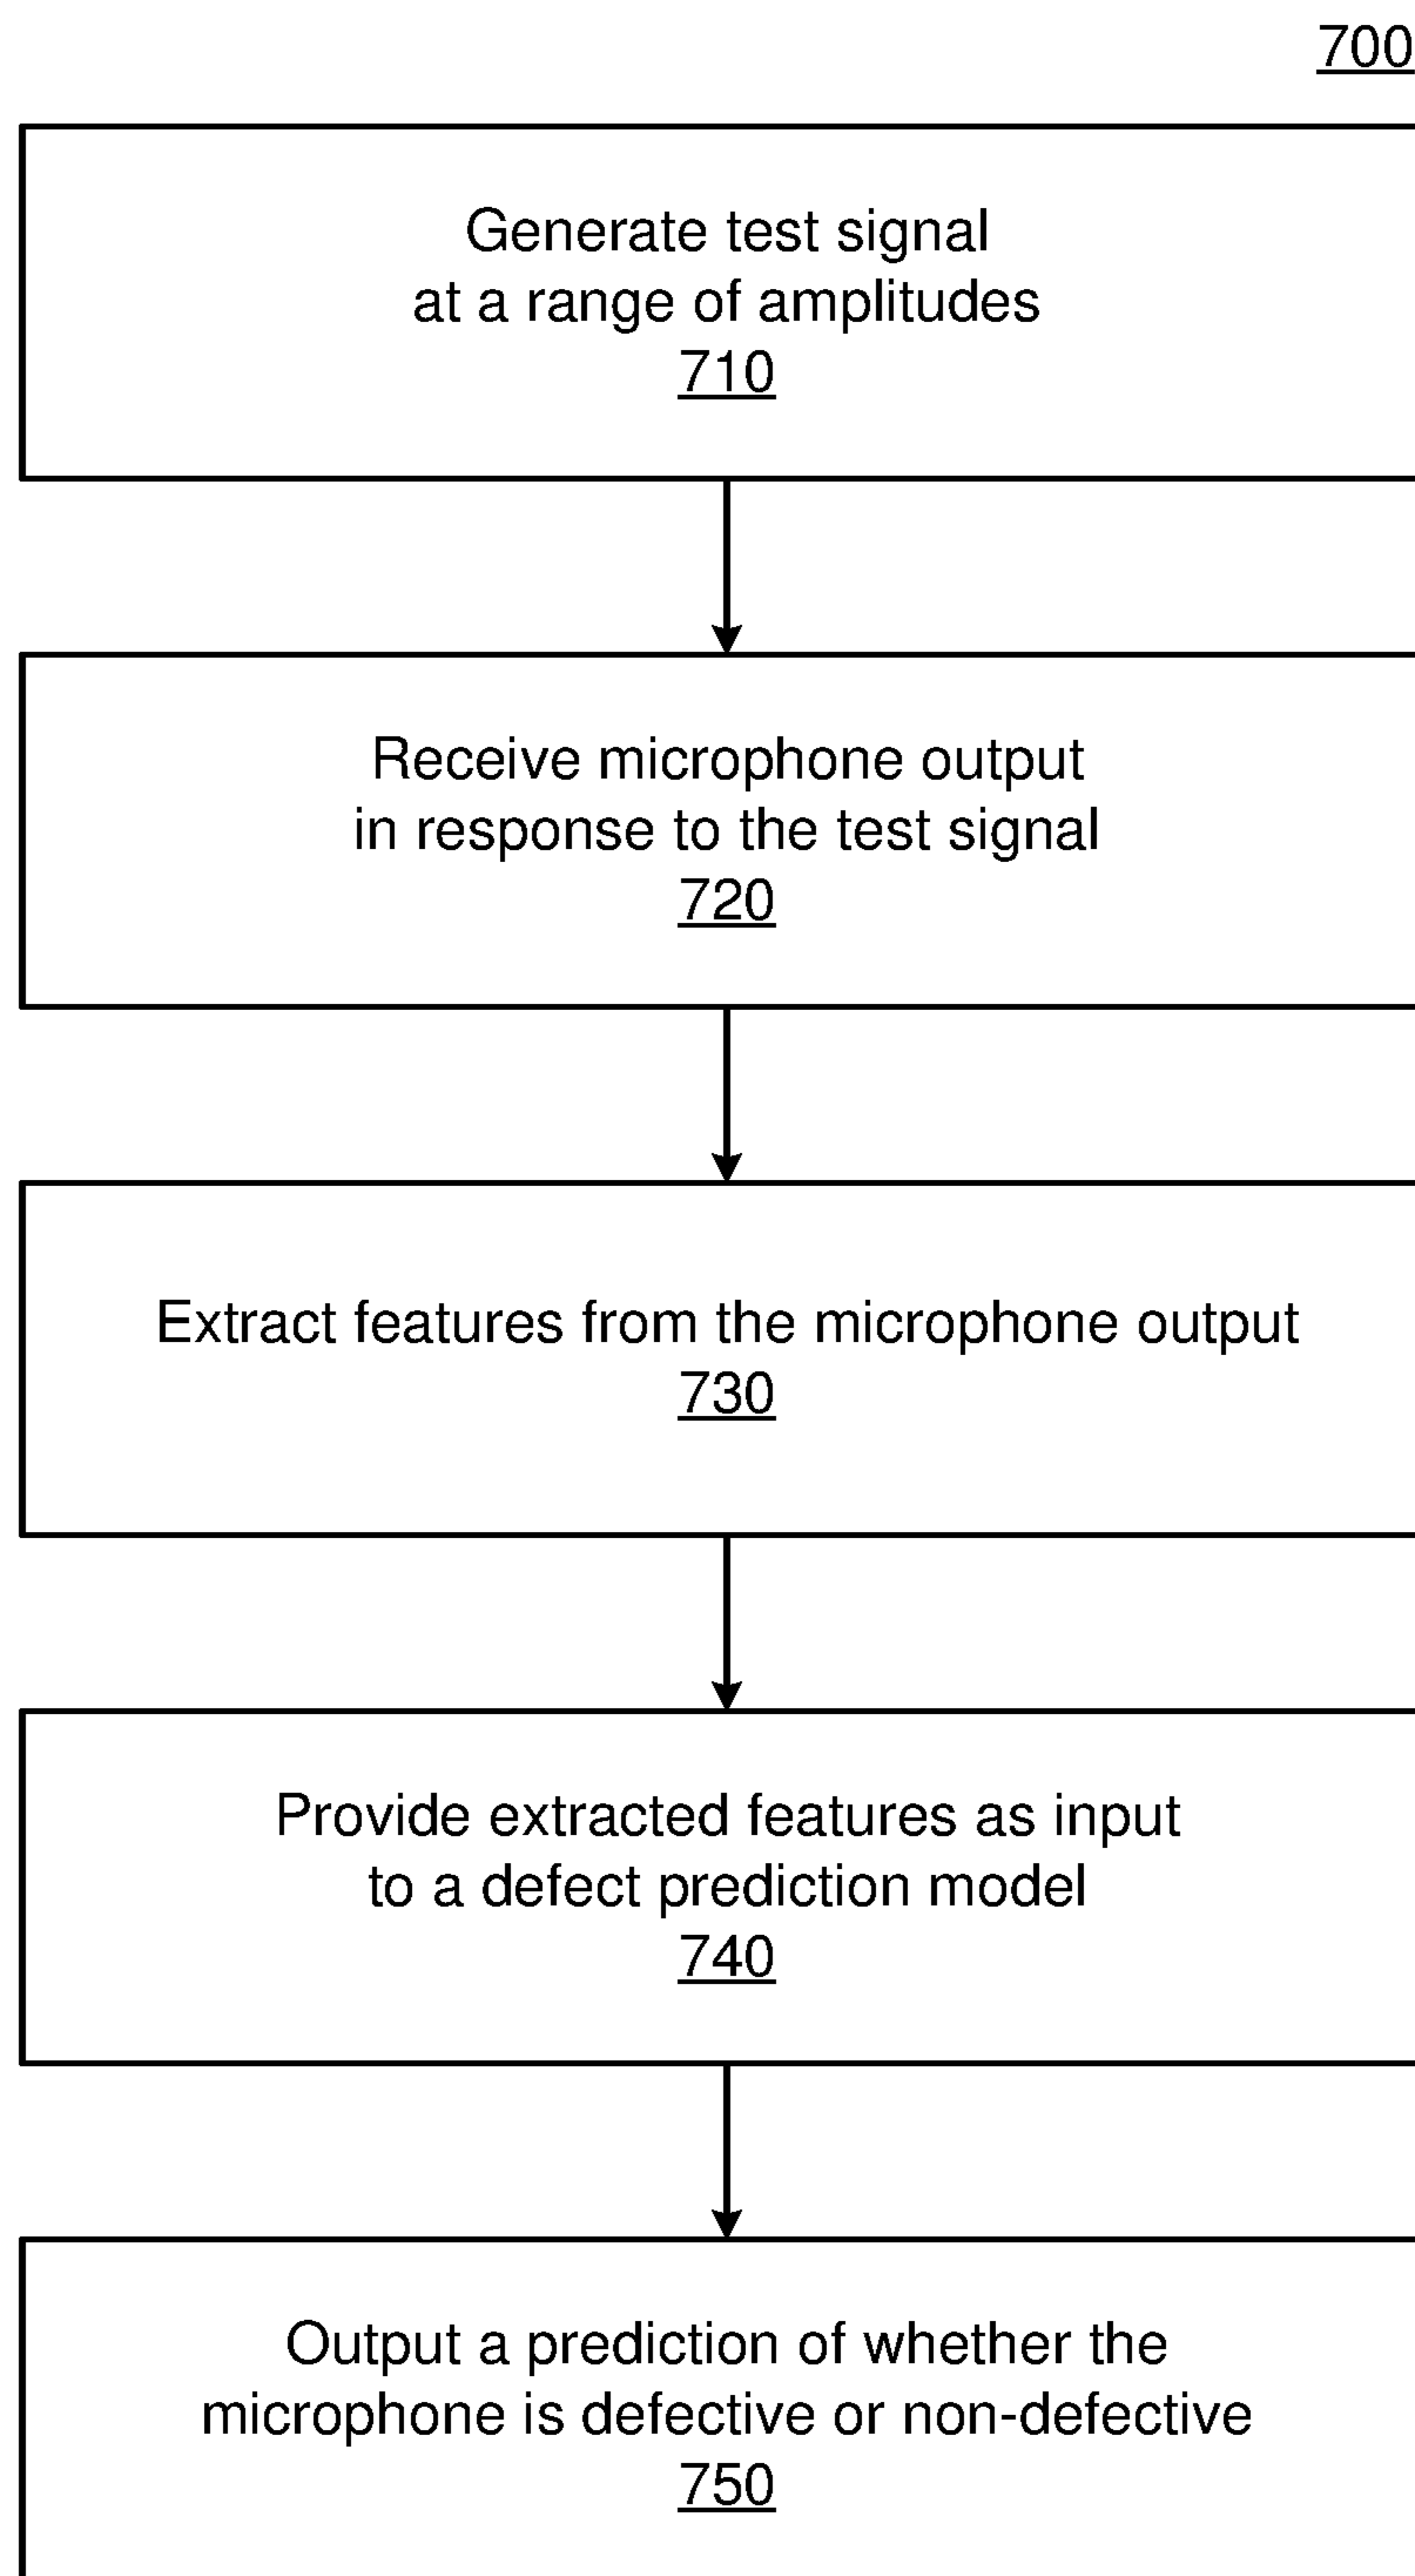 700
Generate test signal
at a range of amplitudes
710
Receive microphone output
in response to the test signal
720
Extract features from the microphone output
730
Provide extracted features as input
to a defect prediction model
740
Output a prediction of whether the
microphone is defective or non-defective
750